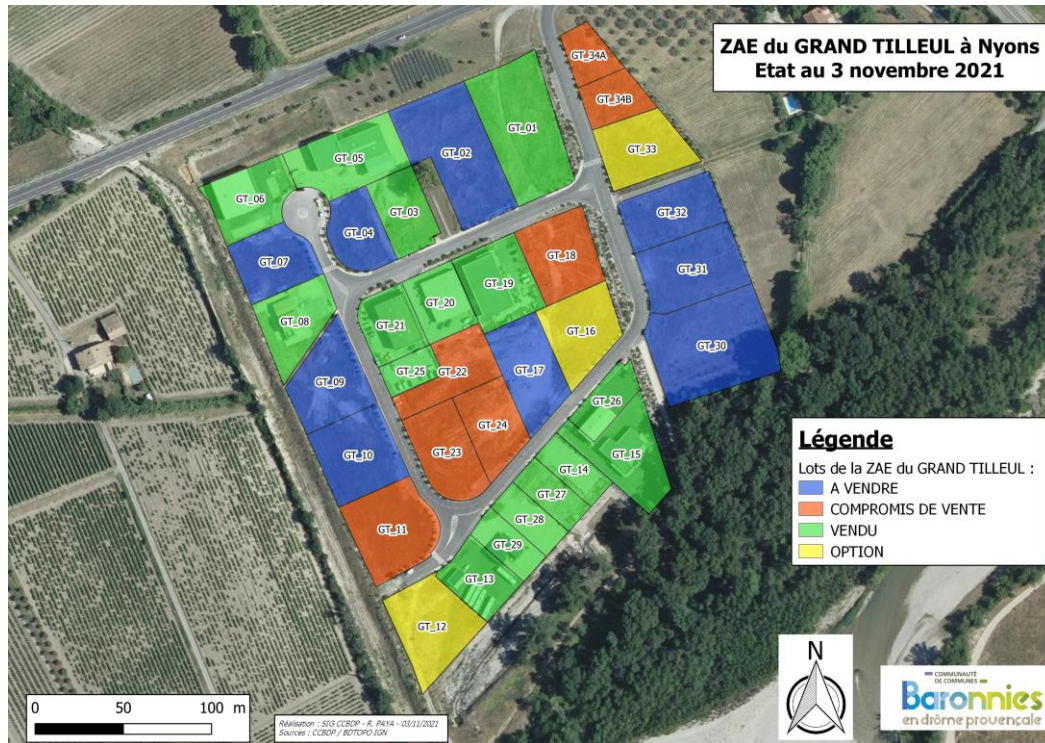 ZAE du GRAND TILLEUL à Nyons
Etat au 3 novembre 2021
GT_34A
GT_34B
GT_01
GT_33
GT_02
GT_05
GT_06
GT_03
GT_32
GT_04
GT_07
GT_18
GT_31
GT_19
GT_20
GT_08
GT_21
GT_16
GT_30
GT_17
GT_25
GT_22
GT_09
GT_26
GT_24
GT_23
GT_15
GT_10
GT_14
GT_27
GT_28
GT_11
GT_29
GT_13
GT_12
Légende
Lots de la ZAE du GRAND TILLEUL :
A VENDRE
COMPROMIS DE VENTE
VENDU
OPTION
N
0 50 100 m
Réalisation : SIG CCBDP - R. PAYA - 03/11/2021
Sources : CCBDP / BDTOPO IGN
COMMUNAUTÉ
DE COMMUNES
Baronnies
en drôme provençale